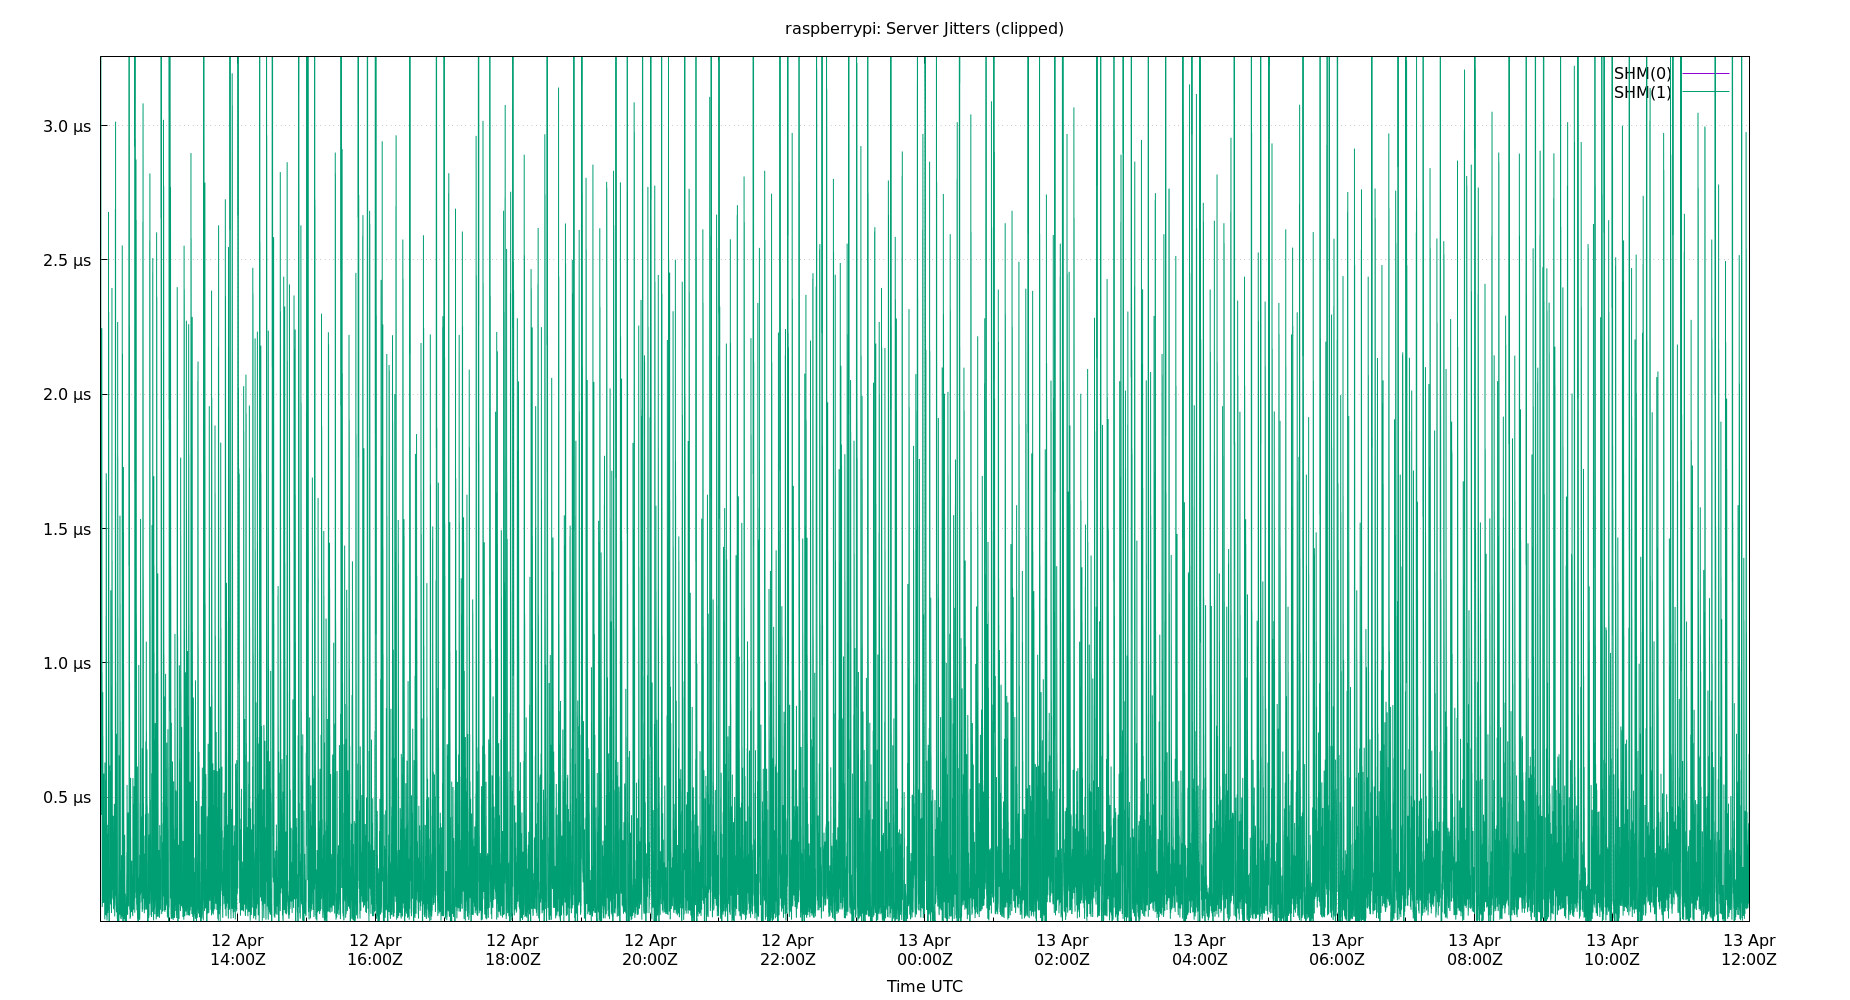 raspberrypi: Server Jitters (clipped)
SHM(0)
SHM(1)
3.0 µs
2.5 µs
2.0 µs
1.5 µs
1.0 µs
0.5 µs
12 Apr 12 Apr 12 Apr 12 Apr 12 Apr 13 Apr 13 Apr 13 Apr 13 Apr 13 Apr 13 Apr 13 Apr
14:00Z 16:00Z 18:00Z 20:00Z 22:00Z 00:00Z 02:00Z 04:00Z 06:00Z 08:00Z 10:00Z 12:00Z
Time UTC